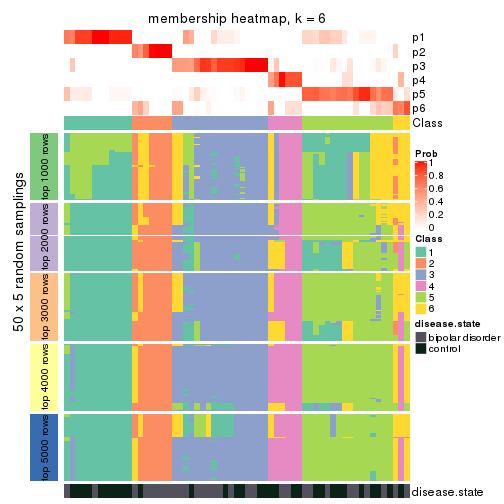 membership heatmap, k = 6
p1
p2
p3
p4
p5
p6
Class
50 x 5 random samplings
top 1000 rows
top 2000 rows
top 3000 rows
top 4000 rows
top 5000 rows
disease.state
Prob
1
0.8
0.6
0.4
0.2
0
Class
1
2
3
4
5
6
disease.state
bipolar disorder
control